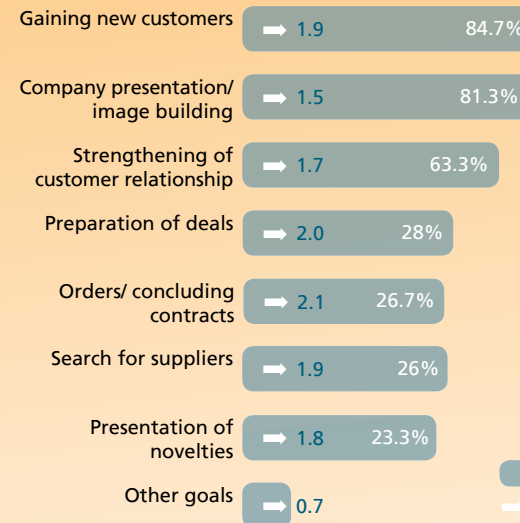 Gaining new customers ➡ 1.9 84.7%
Company presentation/
image building ➡ 1.5 81.3%
Strengthening of
customer relationship ➡ 1.7 63.3%
Preparation of deals ➡ 2.0 28%
Orders/ concluding
contracts ➡ 2.1 26.7%
Search for suppliers ➡ 1.9 26%
Presentation of
novelties ➡ 1.8 23.3%
Other goals ➡ 0.7